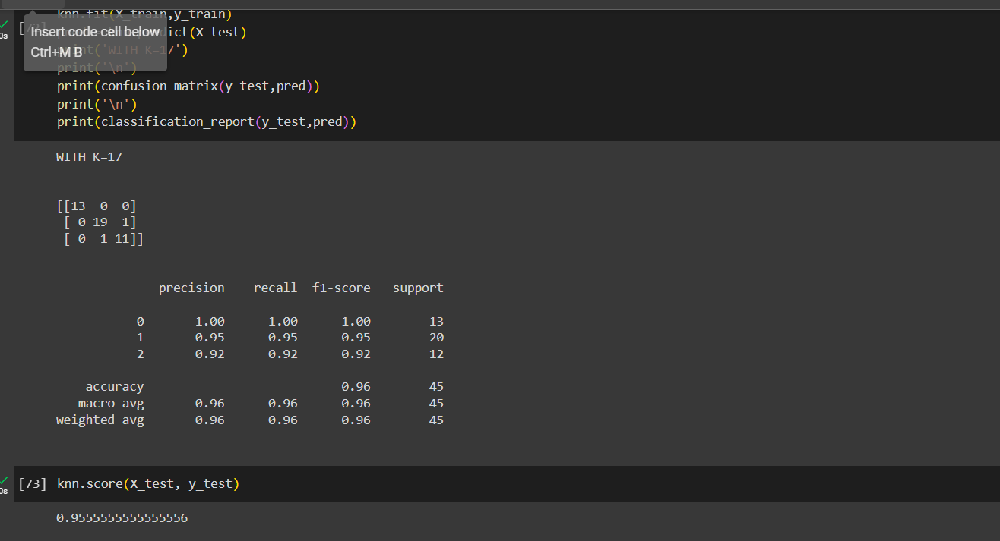 knn.fit(X_train,y_train)
[72]
Insert code cell below
dict(X_test)
Ctrl+M B
print('WITH K=17')
print('\n')
print(confusion_matrix(y_test,pred))
print('\n')
print(classification_report(y_test,pred))
0s
WITH K=17
[[13 0 0]
[ 0 19 1]
[ 0 1 11]]
precision recall f1-score support
0 1.00 1.00 1.00 13
1 0.95 0.95 0.95 20
2 0.92 0.92 0.92 12
accuracy 0.96 45
macro avg 0.96 0.96 0.96 45
weighted avg 0.96 0.96 0.96 45
0s
[73] knn.score(X_test, y_test)
0.9555555555555556